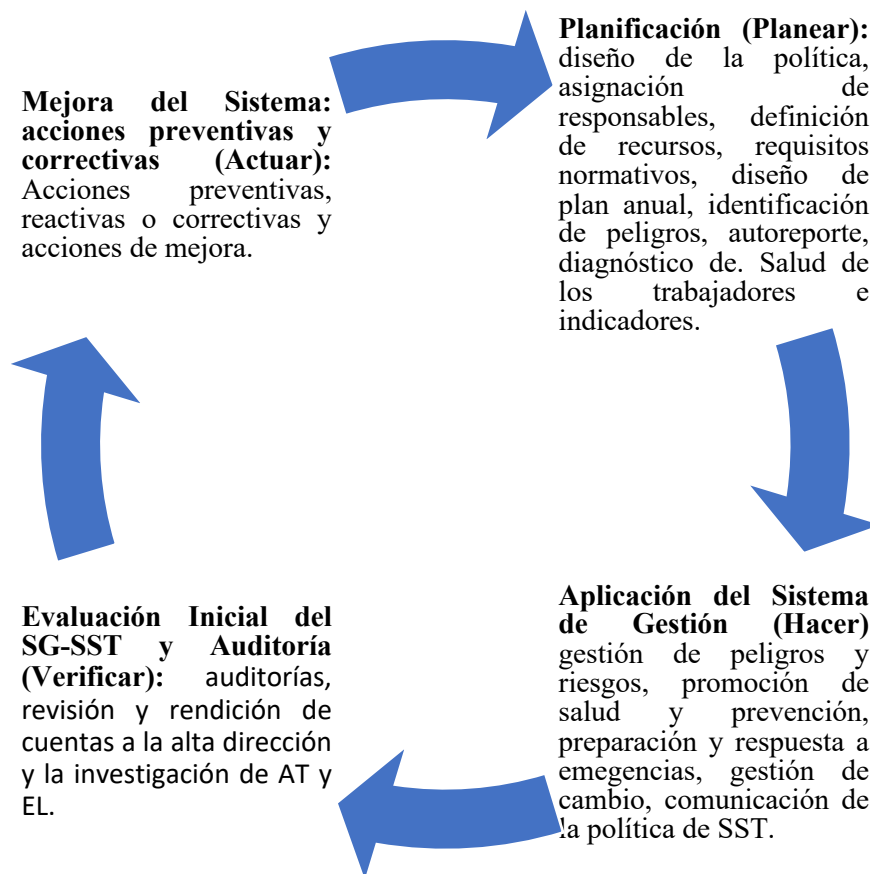 Planificación (Planear):
diseño de la política,
asignación de
responsables, definición
de recursos, requisitos
normativos, diseño de
plan anual, identificación
de peligros, autoreporte,
diagnóstico de. Salud de
los trabajadores e
indicadores.
Aplicación del Sistema
de Gestión (Hacer)
gestión de peligros y
riesgos, promoción de
salud y prevención,
preparación y respuesta a
emegencias, gestión de
cambio, comunicación de
la política de SST.
Evaluación Inicial del
SG-SST y Auditoría
(Verificar): auditorías,
revisión y rendición de
cuentas a la alta dirección
y la investigación de AT y
EL.
Mejora del Sistema:
acciones preventivas y
correctivas (Actuar):
Acciones preventivas,
reactivas o correctivas y
acciones de mejora.